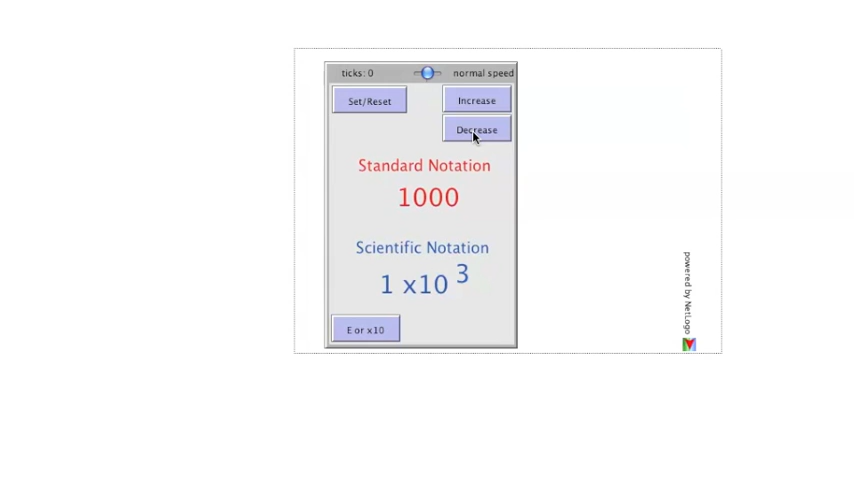 ticks: 0
normal speed
Set/Reset
Increase
Decrease
Standard Notation
1000
Scientific Notation
1 x10 3
E or x10
powered by NetLogo